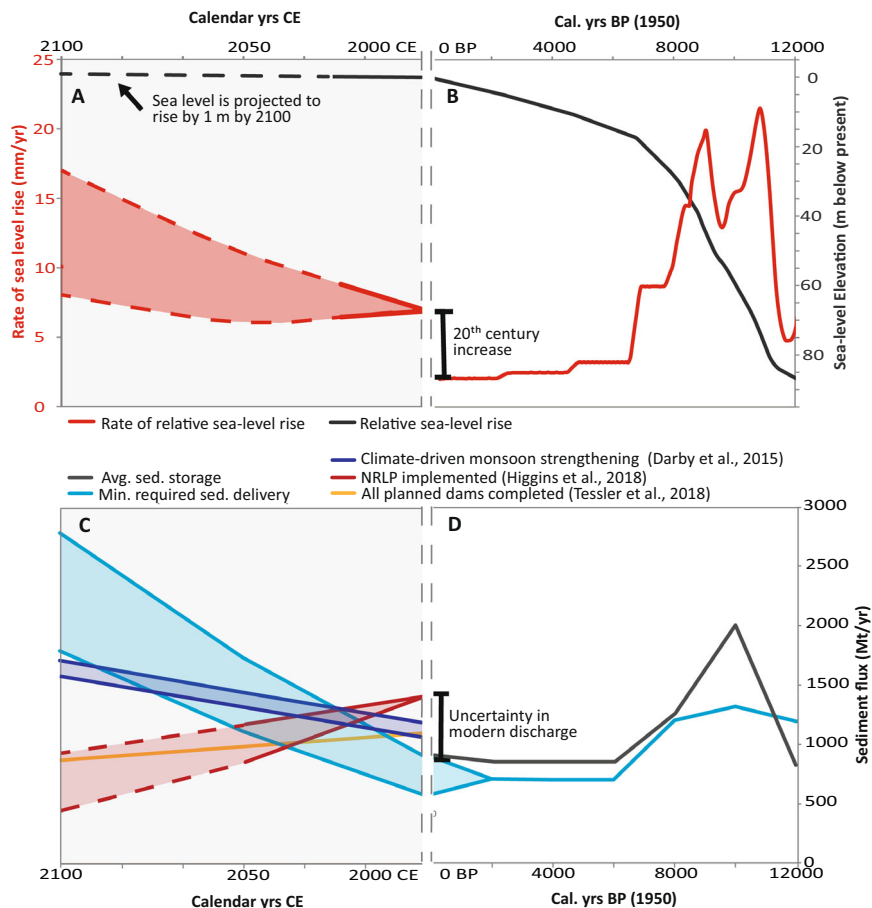 Calendar yrs CE
Cal. yrs BP (1950)
2100
2050
2000 CE
0 BP
4000
8000
12000
25
20
15
10
5
0
Rate of sea level rise (mm/yr)
A
Sea level is projected to
rise by 1 m by 2100
B
20th century
increase
0
20
40
60
80
Sea-level Elevation (m below present)
Rate of relative sea-level rise
Relative sea-level rise
Avg. sed. storage
Min. required sed. delivery
Climate-driven monsoon strengthening (Darby et al., 2015)
NRLP implemented (Higgins et al., 2018)
All planned dams completed (Tessler et al., 2018)
C
D
Uncertainty in
modern discharge
3000
2500
2000
1500
1000
500
0
Sediment flux (Mt/yr)
0
2100
2050
2000 CE
0 BP
4000
8000
12000
Calendar yrs CE
Cal. yrs BP (1950)